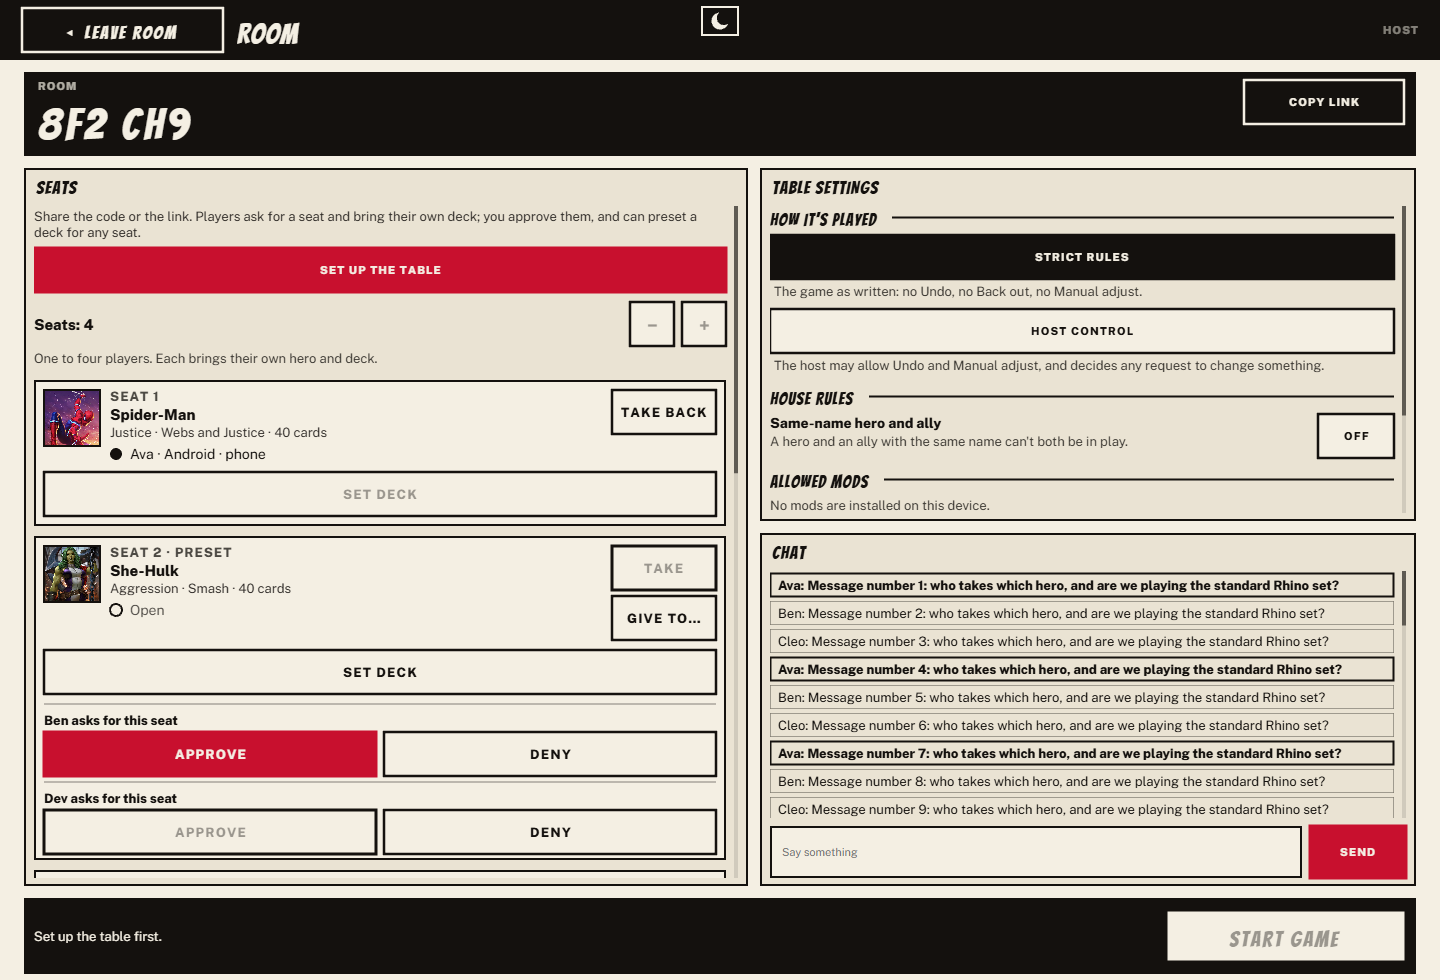 ◂ LEAVE ROOM
ROOM
HOST
ROOM
8F2 CH9
COPY LINK
SEATS
Share the code or the link. Players ask for a seat and bring their own deck; you approve them, and can preset a
deck for any seat.
SET UP THE TABLE
Seats: 4
−
+
One to four players. Each brings their own hero and deck.
SEAT 1
Spider-Man
Justice · Webs and Justice · 40 cards
Ava · Android · phone
TAKE BACK
SET DECK
SEAT 2 · PRESET
She-Hulk
Aggression · Smash · 40 cards
Open
TAKE
GIVE TO...
SET DECK
Ben asks for this seat
APPROVE
DENY
Dev asks for this seat
APPROVE
DENY
TABLE SETTINGS
HOW IT'S PLAYED
STRICT RULES
The game as written: no Undo, no Back out, no Manual adjust.
HOST CONTROL
The host may allow Undo and Manual adjust, and decides any request to change something.
HOUSE RULES
Same-name hero and ally
A hero and an ally with the same name can't both be in play.
OFF
ALLOWED MODS
No mods are installed on this device.
CHAT
Ava: Message number 1: who takes which hero, and are we playing the standard Rhino set?
Ben: Message number 2: who takes which hero, and are we playing the standard Rhino set?
Cleo: Message number 3: who takes which hero, and are we playing the standard Rhino set?
Ava: Message number 4: who takes which hero, and are we playing the standard Rhino set?
Ben: Message number 5: who takes which hero, and are we playing the standard Rhino set?
Cleo: Message number 6: who takes which hero, and are we playing the standard Rhino set?
Ava: Message number 7: who takes which hero, and are we playing the standard Rhino set?
Ben: Message number 8: who takes which hero, and are we playing the standard Rhino set?
Cleo: Message number 9: who takes which hero, and are we playing the standard Rhino set?
Say something
SEND
Set up the table first.
START GAME